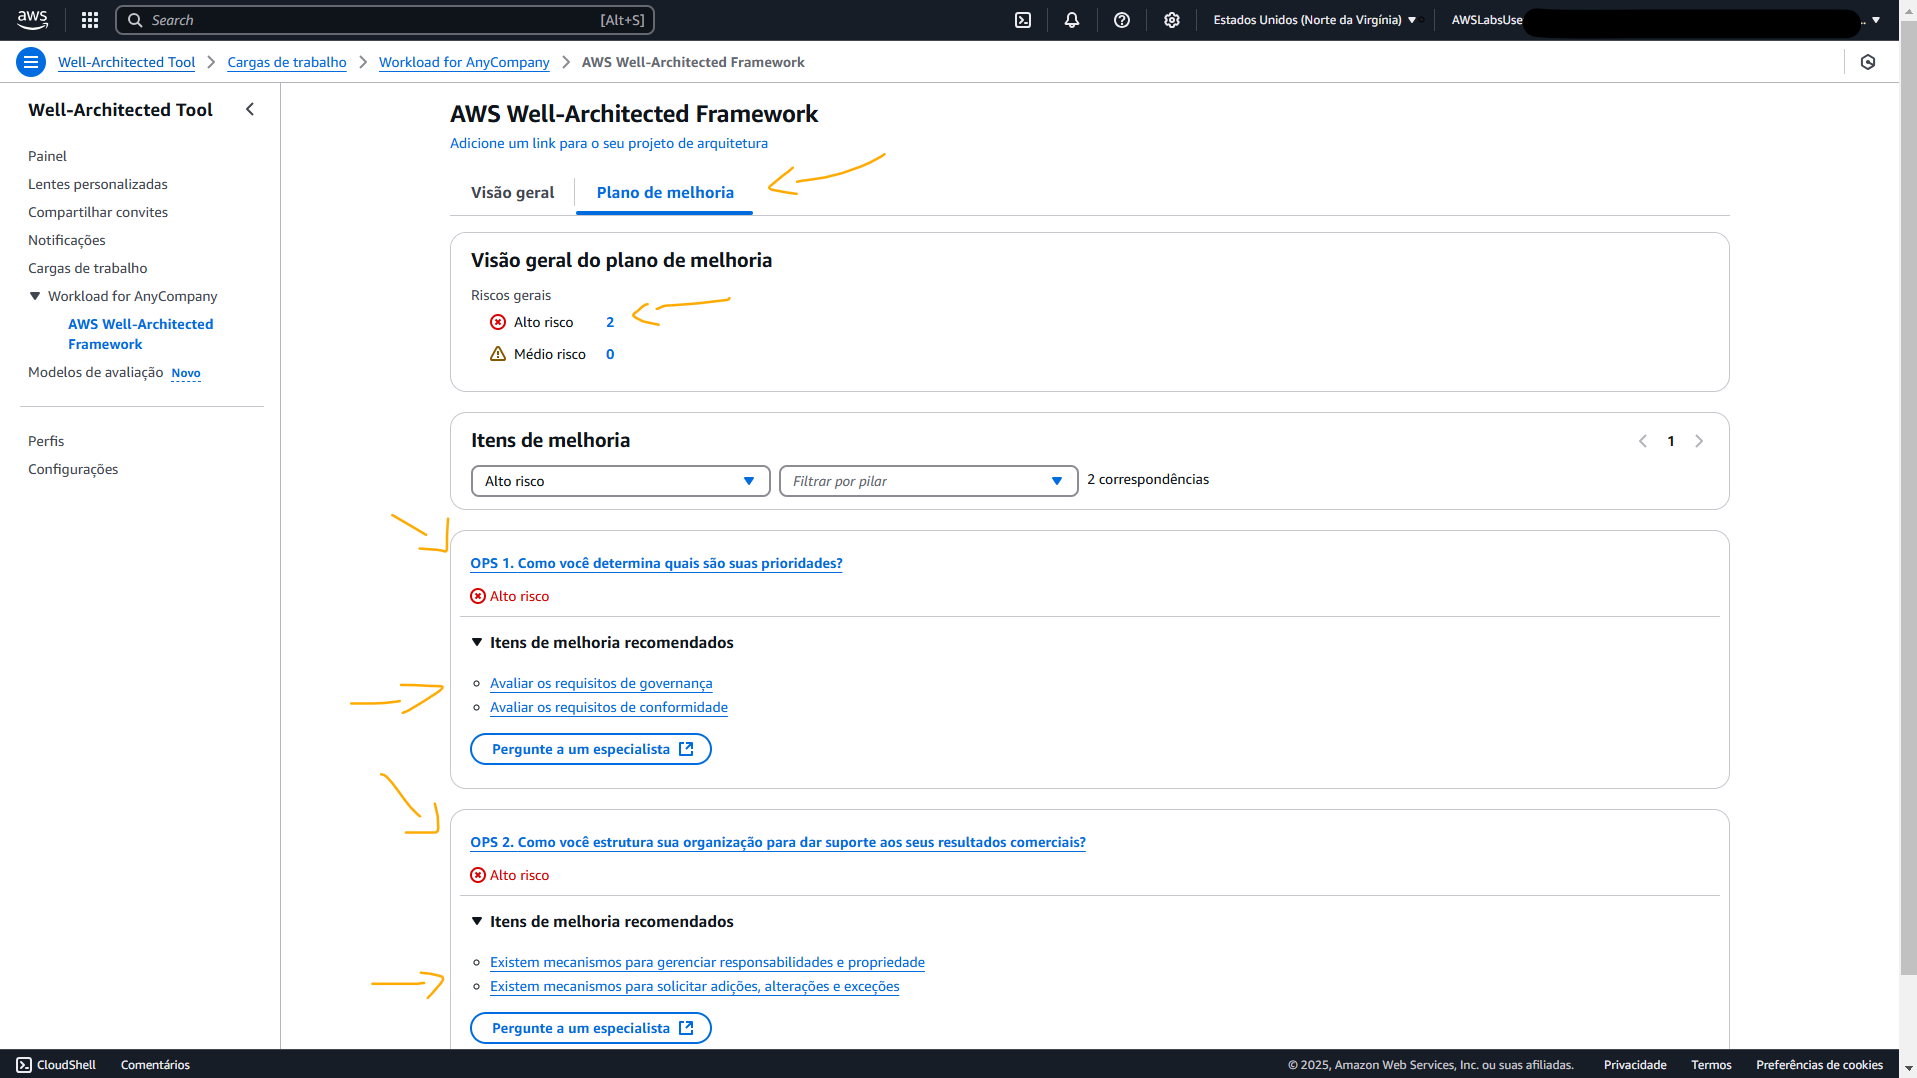 aws
Search
[Alt+S]
Estados Unidos (Norte da Virgínia)
AWSLabsUse
..
Well-Architected Tool
Cargas de trabalho
Workload for AnyCompany
AWS Well-Architected Framework
Well-Architected Tool
Painel
Lentes personalizadas
Compartilhar convites
Notificações
Cargas de trabalho
Workload for AnyCompany
AWS Well-Architected
Framework
Modelos de avaliação Novo
Perfis
Configurações
AWS Well-Architected Framework
Adicione um link para o seu projeto de arquitetura
Visão geral
Plano de melhoria
Visão geral do plano de melhoria
Riscos gerais
Alto risco 2
Médio risco 0
Itens de melhoria
1
Alto risco
Filtrar por pilar
2 correspondências
OPS 1. Como você determina quais são suas prioridades?
Alto risco
Itens de melhoria recomendados
Avaliar os requisitos de governança
Avaliar os requisitos de conformidade
Pergunte a um especialista
OPS 2. Como você estrutura sua organização para dar suporte aos seus resultados comerciais?
Alto risco
Itens de melhoria recomendados
Existem mecanismos para gerenciar responsabilidades e propriedade
Existem mecanismos para solicitar adições, alterações e exceções
Pergunte a um especialista
CloudShell
Comentários
© 2025, Amazon Web Services, Inc. ou suas afiliadas.
Privacidade
Termos
Preferências de cookies